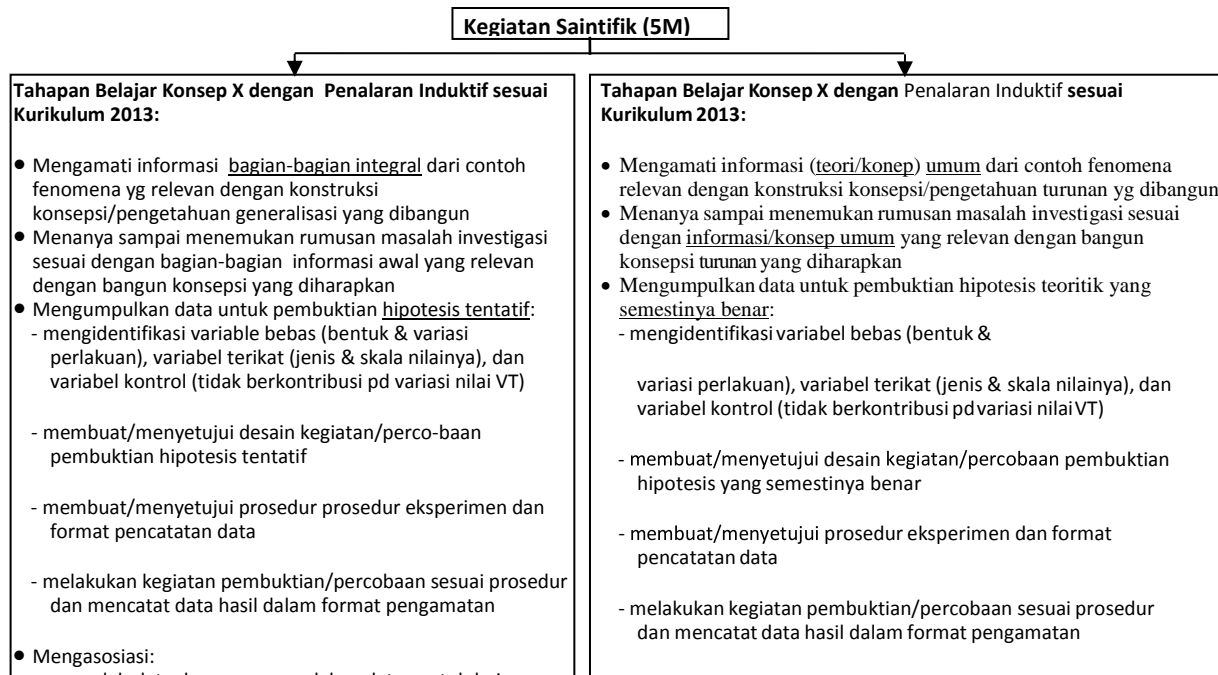 Kegiatan Saintifik (5M)
Tahapan Belajar Konsep X dengan Penalaran Induktif sesuai
Kurikulum 2013:
● Mengamati informasi bagian-bagian integral dari contoh
fenomena yg relevan dengan konstruksi
konsepsi/pengetahuan generalisasi yang dibangun
● Menanya sampai menemukan rumusan masalah investigasi
sesuai dengan bagian-bagian informasi awal yang relevan
dengan bangun konsepsi yang diharapkan
● Mengumpulkan data untuk pembuktian hipotesis tentatif:
- mengidentifikasi variable bebas (bentuk & variasi
perlakuan), variabel terikat (jenis & skala nilainya), dan
variabel kontrol (tidak berkontribusi pd variasi nilai VT)
- membuat/menyetujui desain kegiatan/perco-baan
pembuktian hipotesis tentatif
- membuat/menyetujui prosedur prosedur eksperimen dan
format pencatatan data
- melakukan kegiatan pembuktian/percobaan sesuai prosedur
dan mencatat data hasil dalam format pengamatan
● Mengasosiasi:
Tahapan Belajar Konsep X dengan Penalaran Induktif sesuai
Kurikulum 2013:
• Mengamati informasi (teori/konep) umum dari contoh fenomena
relevan dengan konstruksi konsepsi/pengetahuan turunan yg dibangun
• Menanya sampai menemukan rumusan masalah investigasi sesuai
dengan informasi/konsep umum yang relevan dengan bangun
konsepsi turunan yang diharapkan
• Mengumpulkan data untuk pembuktian hipotesis teoritik yang
semestinya benar:
- mengidentifikasi variabel bebas (bentuk &
variasi perlakuan), variabel terikat (jenis & skala nilainya), dan
variabel kontrol (tidak berkontribusi pd variasi nilai VT)
- membuat/menyetujui desain kegiatan/percobaan pembuktian
hipotesis yang semestinya benar
- membuat/menyetujui prosedur eksperimen dan format
pencatatan data
- melakukan kegiatan pembuktian/percobaan sesuai prosedur
dan mencatat data hasil dalam format pengamatan